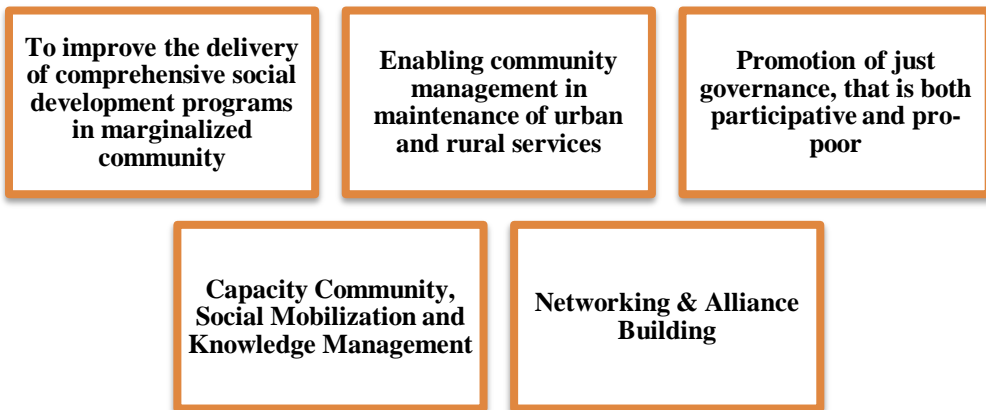 To improve the delivery
of comprehensive social
development programs
in marginalized
community
Enabling community
management in
maintenance of urban
and rural services
Promotion of just
governance, that is both
participative and pro-
poor
Capacity Community,
Social Mobilization and
Knowledge Management
Networking & Alliance
Building